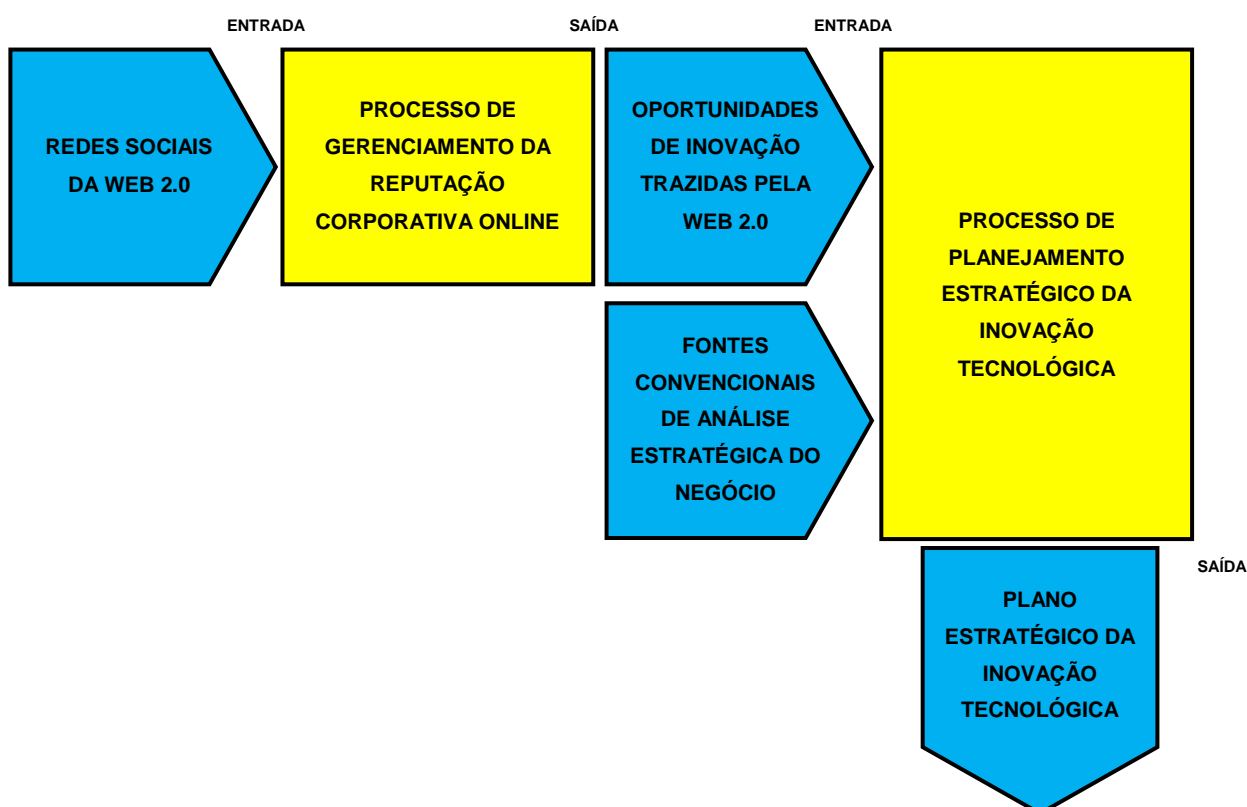 ENTRADA
SAÍDA
ENTRADA
REDES SOCIAIS
DA WEB 2.0
PROCESSO DE
GERENCIAMENTO DA
REPUTAÇÃO
CORPORATIVA ONLINE
OPORTUNIDADES
DE INOVAÇÃO
TRAZIDAS PELA
WEB 2.0
FONTES
CONVENCIONAIS
DE ANÁLISE
ESTRATÉGICA DO
NEGÓCIO
PROCESSO DE
PLANEJAMENTO
ESTRATÉGICO DA
INOVAÇÃO
TECNOLÓGICA
SAÍDA
PLANO
ESTRATÉGICO DA
INOVAÇÃO
TECNOLÓGICA